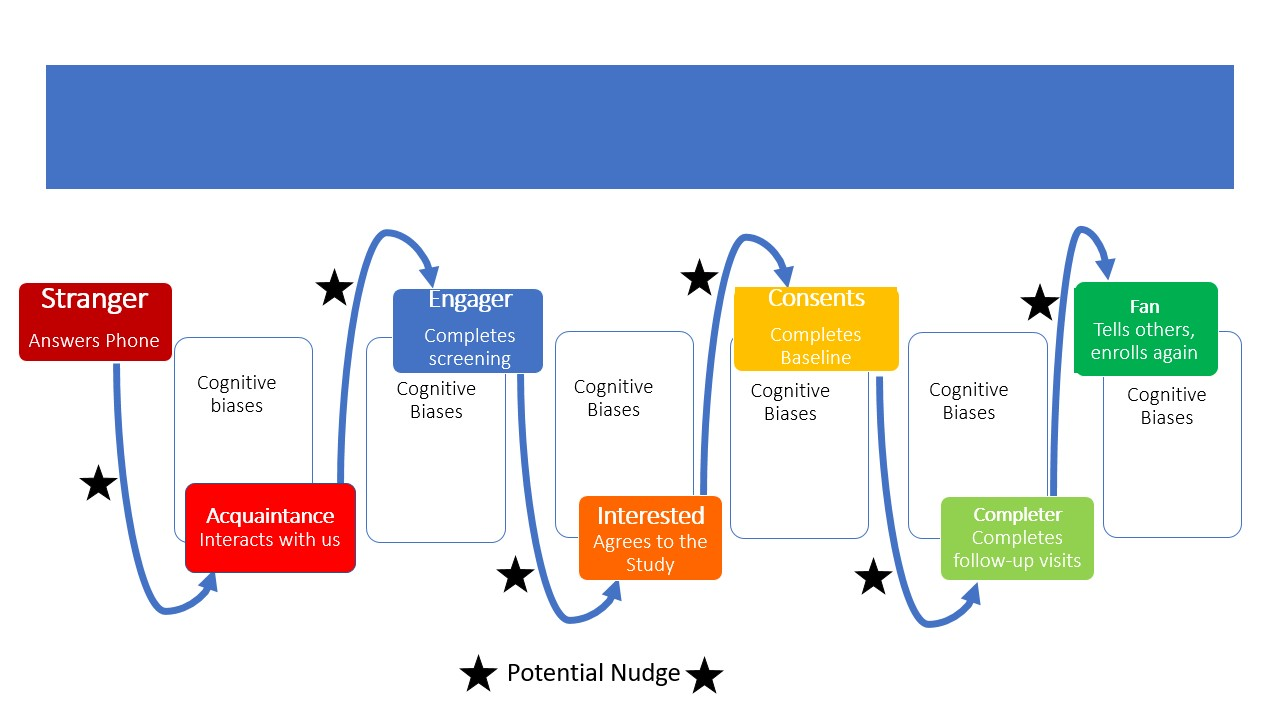 Stranger
Answers Phone
Cognitive
biases
Acquaintance
Interacts with us
Engager
Completes
screening
Cognitive
Biases
Cognitive
Biases
Interested
Agrees to the
Study
Consents
Completes
Baseline
Cognitive
Biases
Cognitive
Biases
Completer
Completes
follow-up visits
Fan
Tells others,
enrolls again
Cognitive
Biases
Potential Nudge